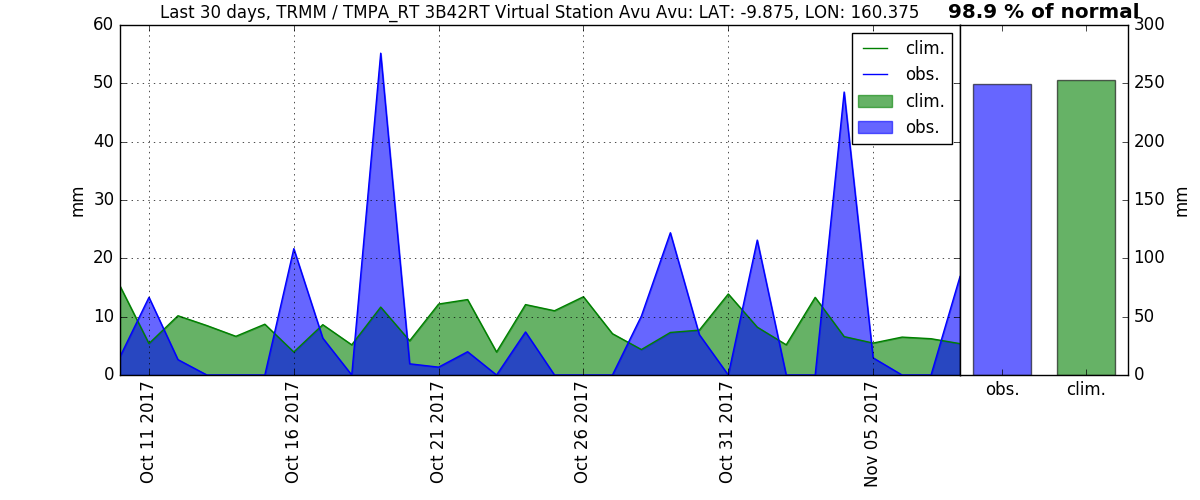 Last 30 days, TRMM / TMPA_RT 3B42RT Virtual Station Avu Avu: LAT: -9.875, LON: 160.375
98.9 % of normal
60
50
40
30
20
10
0
mm
clim.
obs.
clim.
obs.
300
250
200
150
100
50
0
mm
obs.
clim.
Oct 11 2017
Oct 16 2017
Oct 21 2017
Oct 26 2017
Oct 31 2017
Nov 05 2017